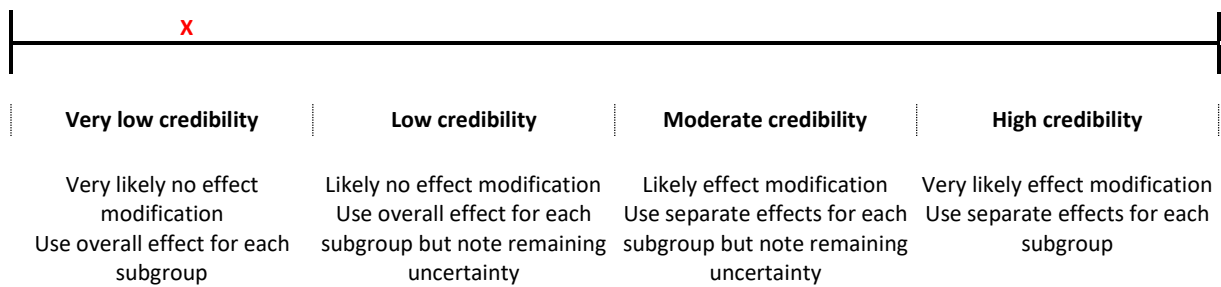 X
Very low credibility
Low credibility
Moderate credibility
High credibility
Very likely no effect
modification
Use overall effect for each
subgroup
Likely no effect modification
Use overall effect for each
subgroup but note remaining
uncertainty
Likely effect modification
Use separate effects for each
subgroup but note remaining
uncertainty
Very likely effect modification
Use separate effects for each
subgroup